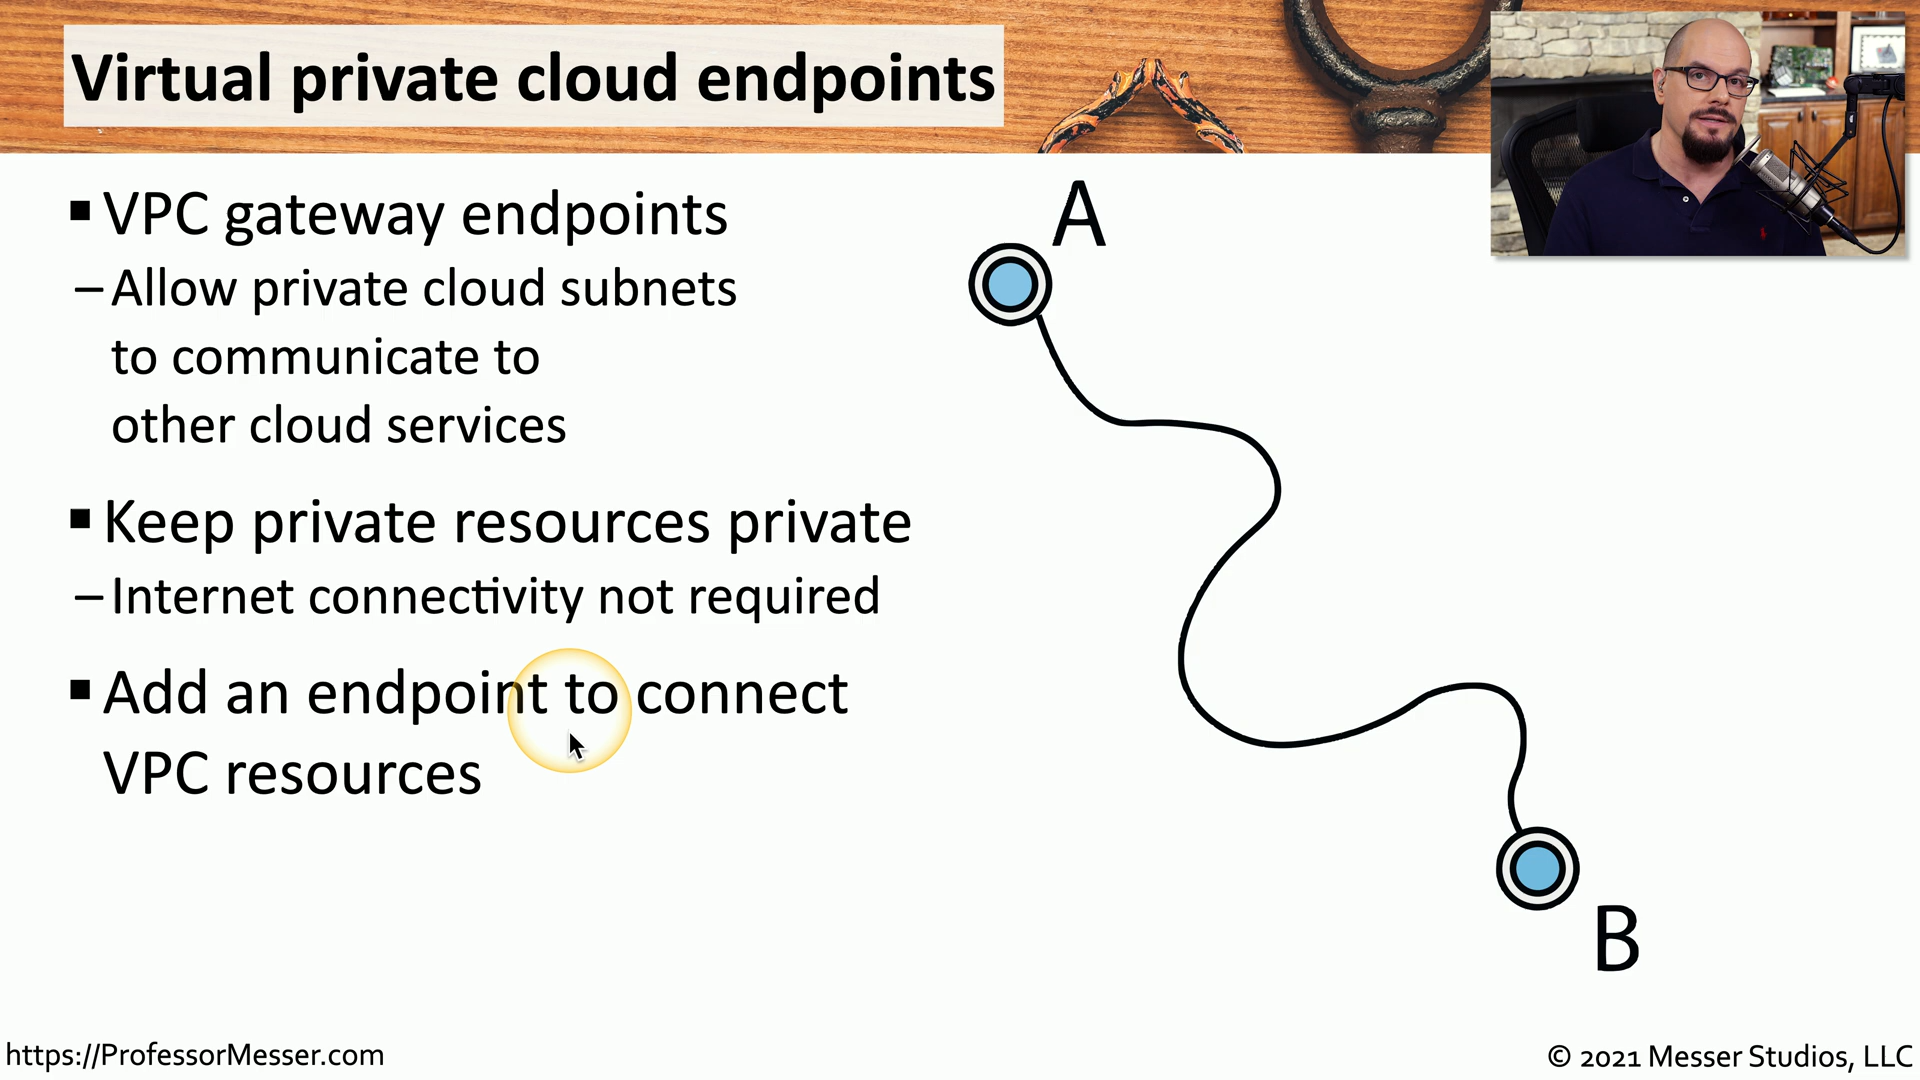 Virtual private cloud endpoints
▪ VPC gateway endpoints
– Allow private cloud subnets
to communicate to
other cloud services
▪ Keep private resources private
– Internet connectivity not required
▪ Add an endpoint to connect
VPC resources
A
B
https://ProfessorMesser.com
© 2021 Messer Studios, LLC